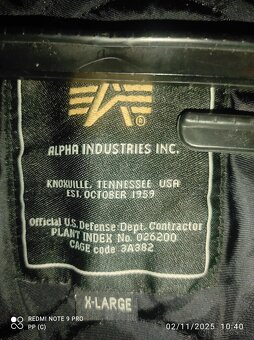 ALPHA INDUSTRIES INC.
KNOXVILLE, TENNESSEE USA
EST. OCTOBER 1959
Official U.S. Defense Dept. Contractor
PLANT INDEX No. 026200
CAGE code 3A382
X-LARGE
REDMI NOTE 9 PRO
PP (C)
02/11/2025 10:40